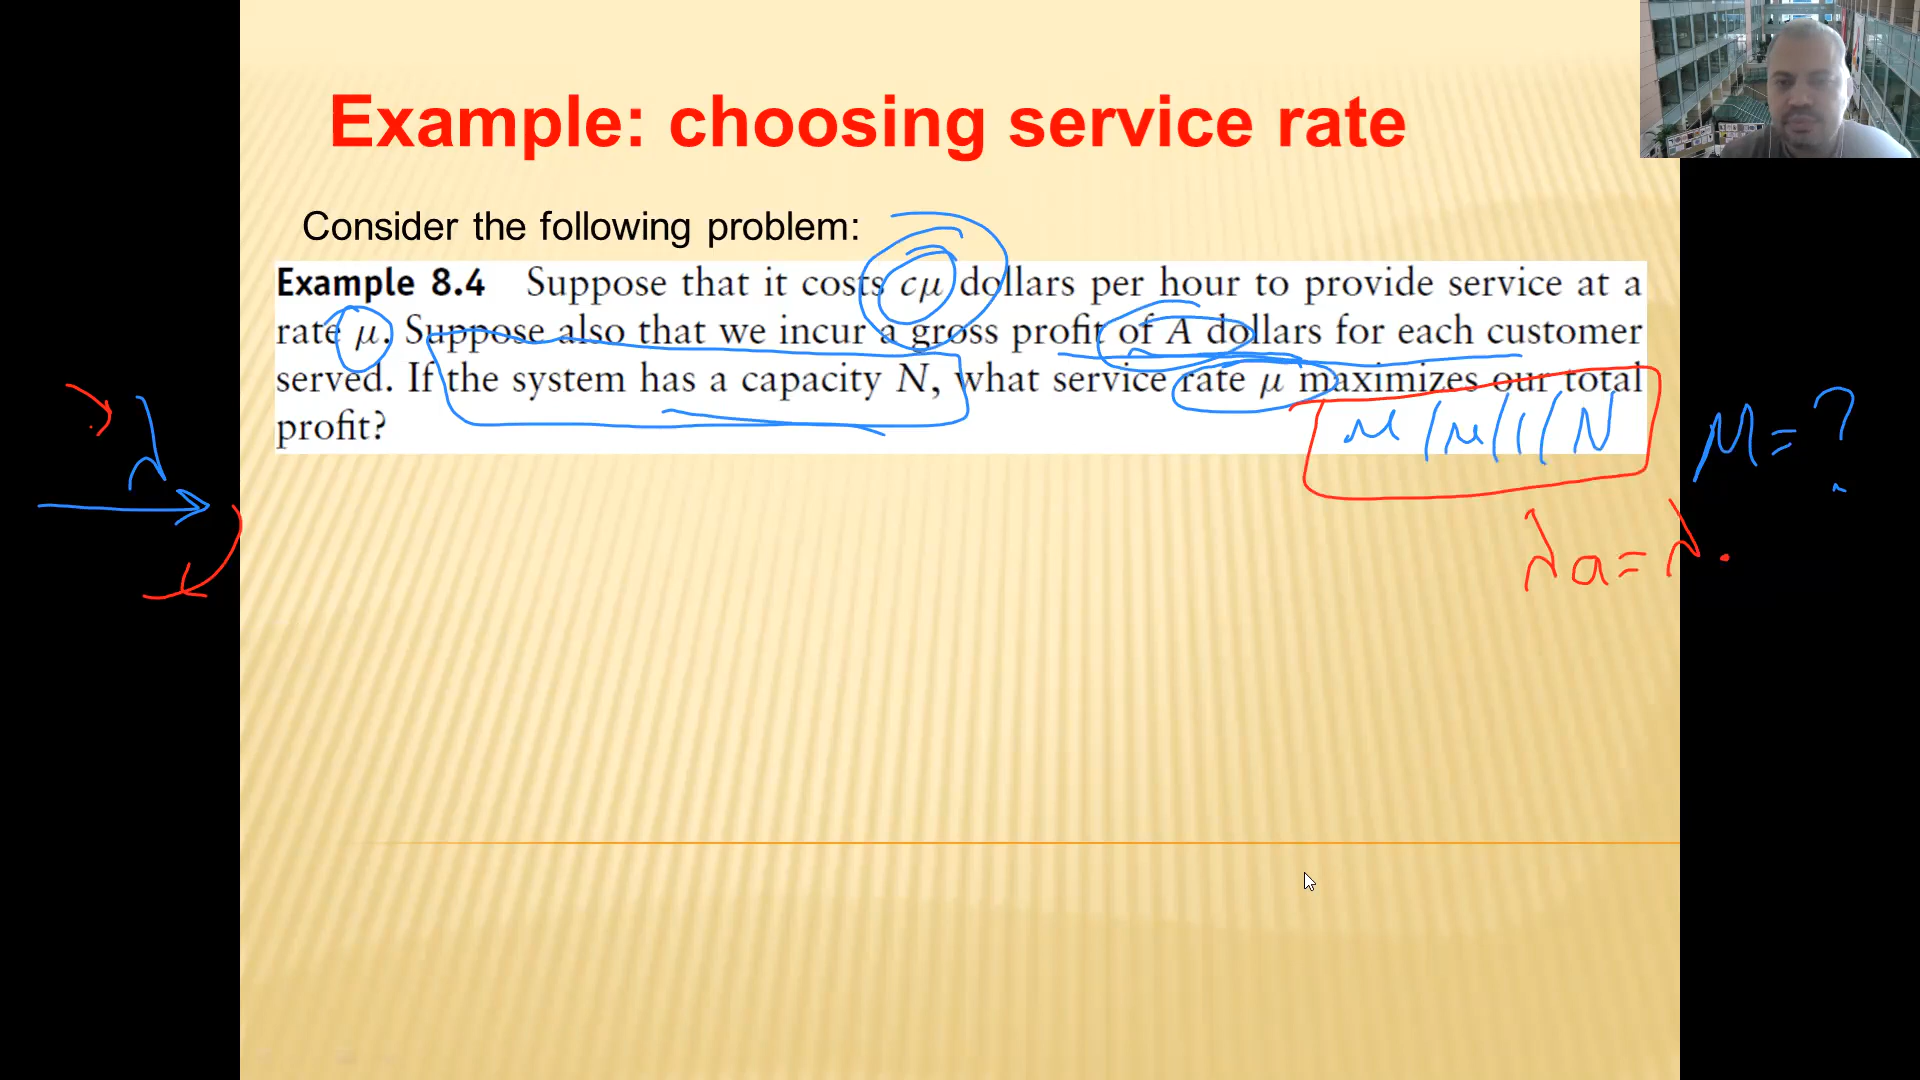 Example: choosing service rate
Consider the following problem:
Example 8.4 Suppose that it costs cμ dollars per hour to provide service at a
rate μ. Suppose also that we incur a gross profit of A dollars for each customer
served. If the system has a capacity N, what service rate μ maximizes our total
profit?
M/M/1/N
μ=?
λ
λa=λ.